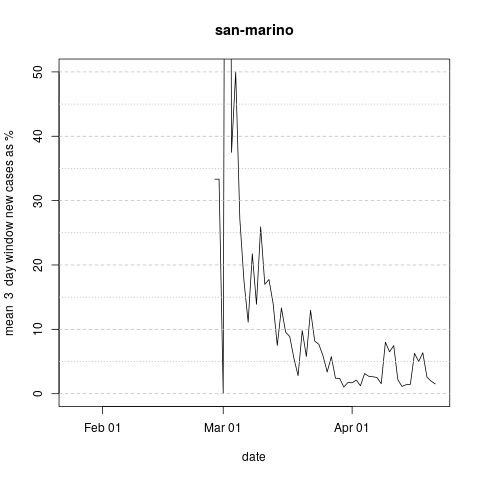 san-marino
mean 3 day window new cases as %
50
40
30
20
10
0
Feb 01
Mar 01
Apr 01
date